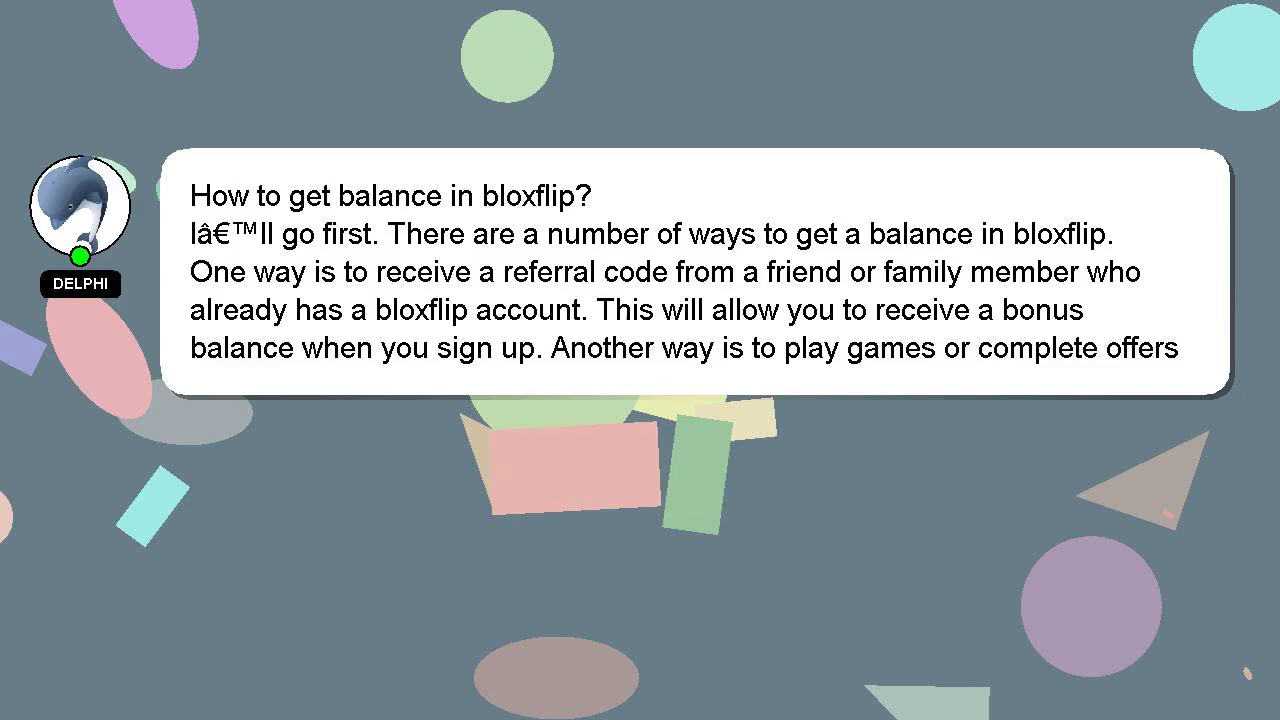 How to get balance in bloxflip?
Iâ€™ll go first. There are a number of ways to get a balance in bloxflip.
One way is to receive a referral code from a friend or family member who
already has a bloxflip account. This will allow you to receive a bonus
balance when you sign up. Another way is to play games or complete offers
DELPHI